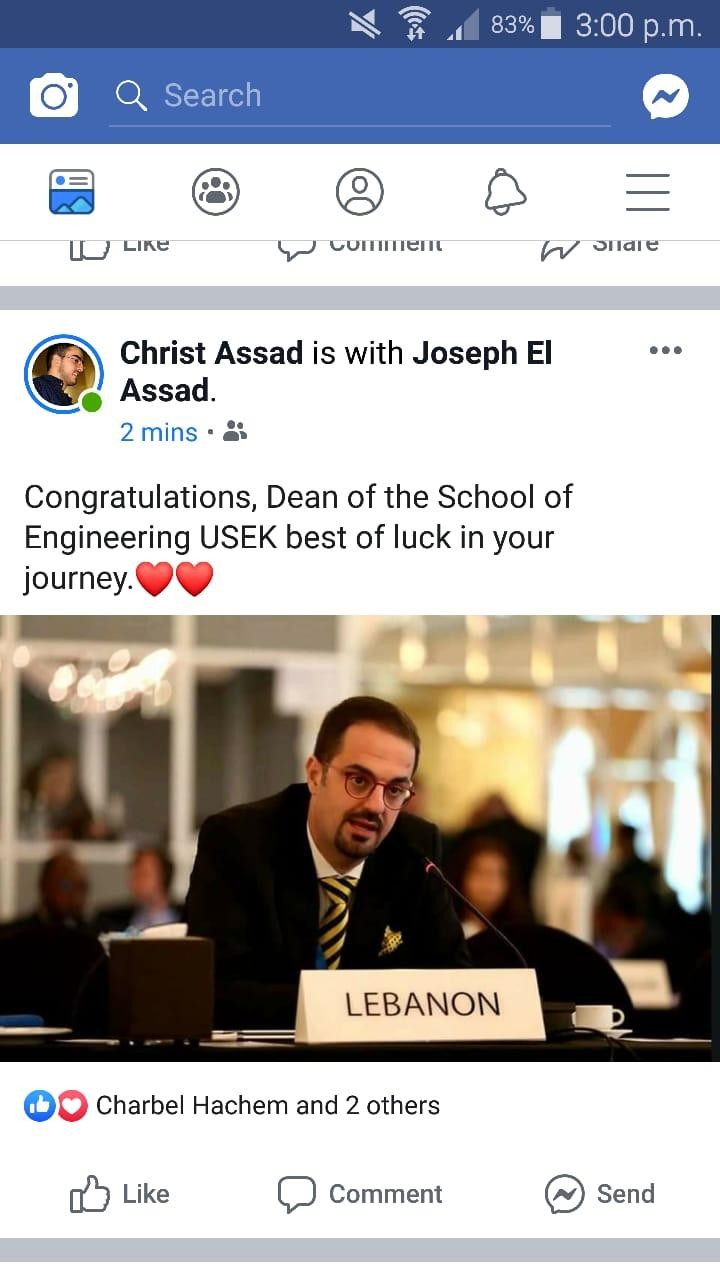 83% 3:00 p.m.
Search
Like Comment Share
Christ Assad is with Joseph El
Assad.
2 mins
Congratulations, Dean of the School of
Engineering USEK best of luck in your
journey.❤️❤️
LEBANON
Charbel Hachem and 2 others
Like Comment Send